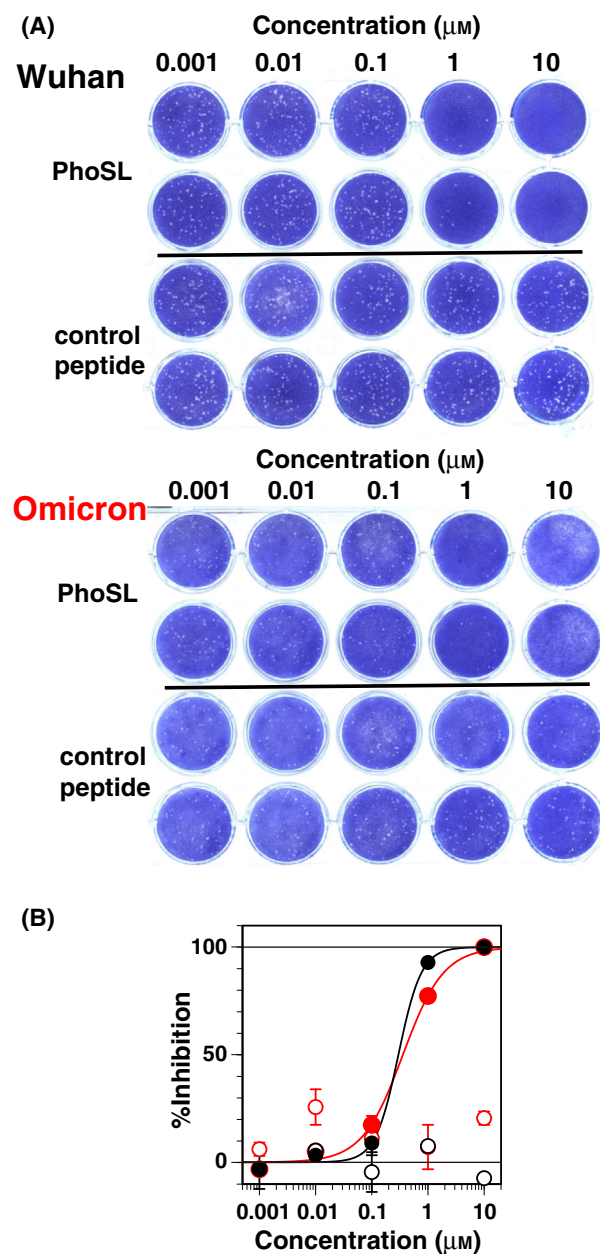 (A)
Concentration (μM)
Wuhan 0.001 0.01 0.1 1 10
PhoSL
control
peptide
Concentration (μM)
0.001 0.01 0.1 1 10
Omicron
PhoSL
control
peptide
(B)
100
50
0
%Inhibition
0.001 0.01 0.1 1 10
Concentration (μM)